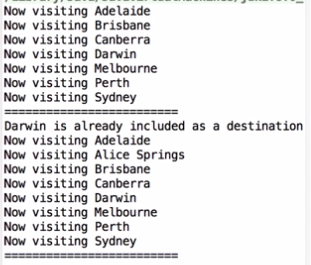 Now visiting Adelaide
Now visiting Brisbane
Now visiting Canberra
Now visiting Darwin
Now visiting Melbourne
Now visiting Perth
Now visiting Sydney
=========================
Darwin is already included as a destination
Now visiting Adelaide
Now visiting Alice Springs
Now visiting Brisbane
Now visiting Canberra
Now visiting Darwin
Now visiting Melbourne
Now visiting Perth
Now visiting Sydney
=========================